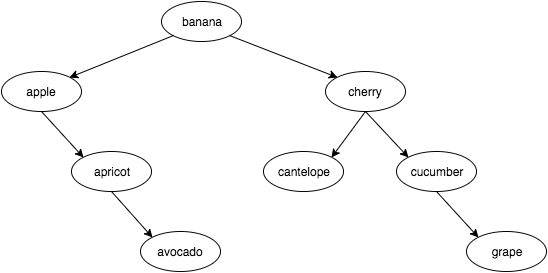 banana
apple
cherry
apricot
cantelope
cucumber
avocado
grape